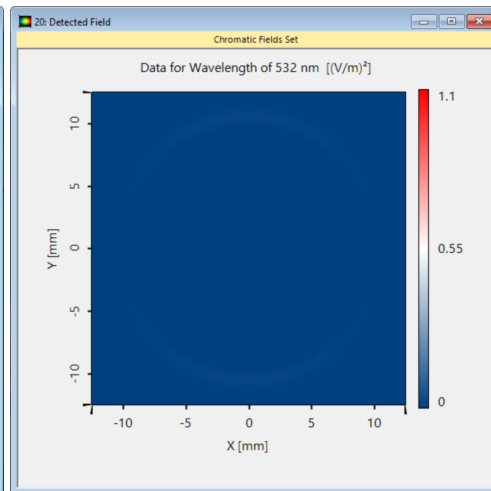 20: Detected Field
Chromatic Fields Set
Data for Wavelength of 532 nm [(V/m)²]
1.1
0.55
0
10
5
0
-5
-10
Y [mm]
-10 -5 0 5 10
X [mm]